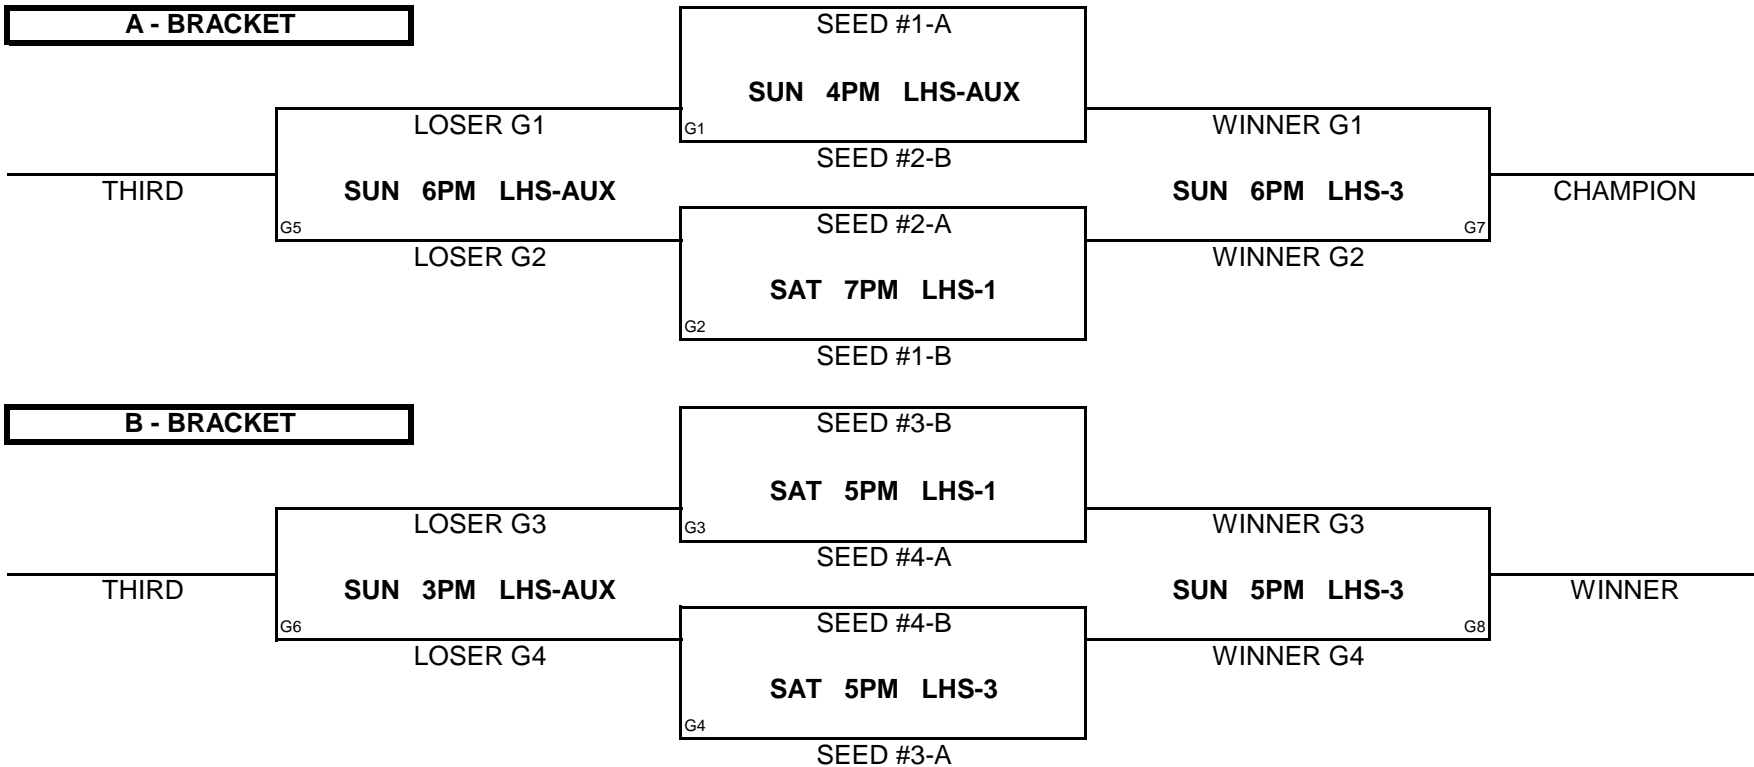 A - BRACKET
SEED #1-A
SUN 4PM LHS-AUX
LOSER G1
G1
WINNER G1
SEED #2-B
THIRD
SUN 6PM LHS-AUX
SUN 6PM LHS-3
CHAMPION
G5
SEED #2-A
G7
LOSER G2
WINNER G2
SAT 7PM LHS-1
G2
SEED #1-B
B - BRACKET
SEED #3-B
SAT 5PM LHS-1
LOSER G3
G3
WINNER G3
SEED #4-A
THIRD
SUN 3PM LHS-AUX
SUN 5PM LHS-3
WINNER
G6
SEED #4-B
G8
LOSER G4
WINNER G4
SAT 5PM LHS-3
G4
SEED #3-A